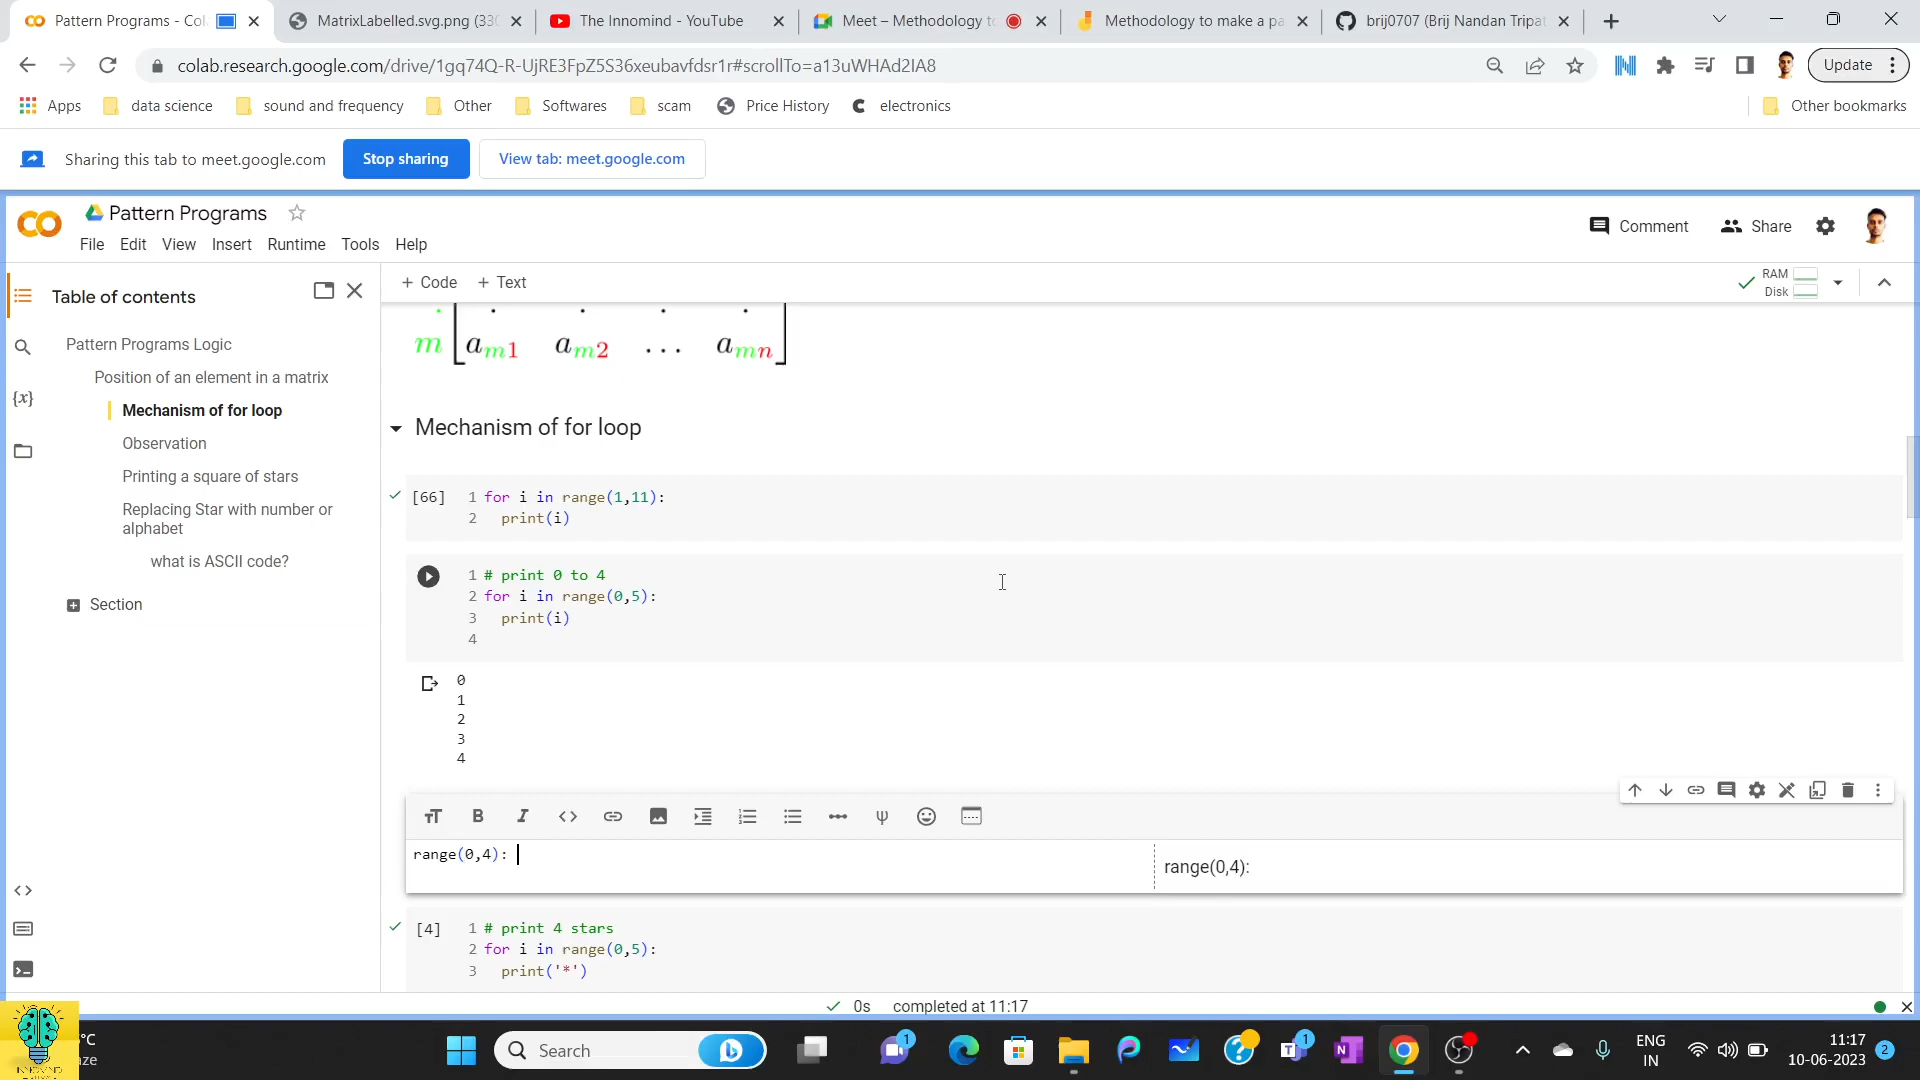 Pattern Programs - Col
MatrixLabelled.svg.png (330
The Innomind - YouTube
Meet – Methodology to
Methodology to make a pa
brij0707 (Brij Nandan Tripat
colab.research.google.com/drive/1gq74Q-R-UjRE3FpZ5S36xeubavfdsr1r#scrollTo=a13uWHAd2IA8
Update
Apps
data science
sound and frequency
Other
Softwares
scam
Price History
electronics
Other bookmarks
Sharing this tab to meet.google.com
Stop sharing
View tab: meet.google.com
Pattern Programs
File Edit View Insert Runtime Tools Help
Comment
Share
Table of contents
+ Code + Text
RAM
Disk
Pattern Programs Logic
Position of an element in a matrix
Mechanism of for loop
Observation
Printing a square of stars
Replacing Star with number or
alphabet
what is ASCII code?
Section
m am1 am2 ... amn
Mechanism of for loop
[66] 1 for i in range(1,11):
2 print(i)
1 # print 0 to 4
2 for i in range(0,5):
3 print(i)
4
0
1
2
3
4
range(0,4):
range(0,4):
[4] 1 # print 4 stars
2 for i in range(0,5):
3 print('*')
0s completed at 11:17
Search
ENG
IN
11:17
10-06-2023
2